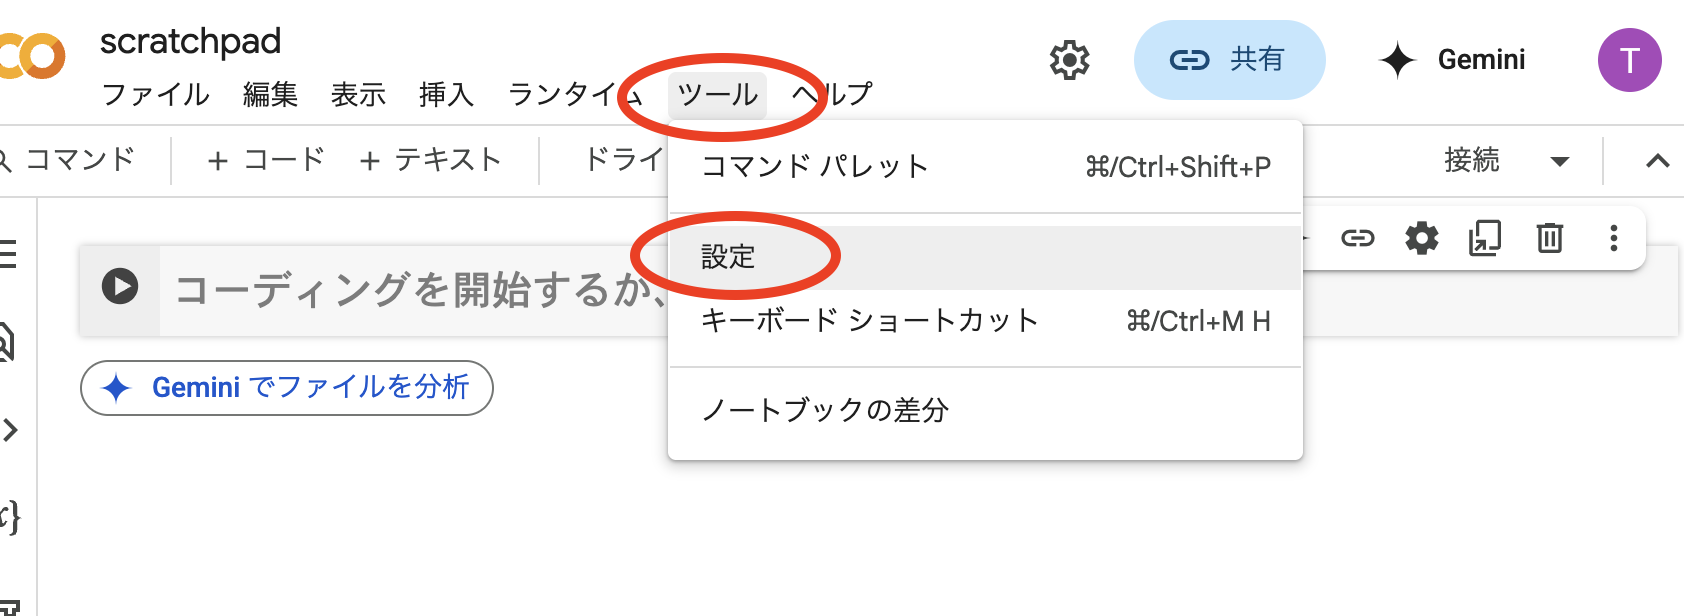 scratchpad
ファイル 編集 表示 挿入 ランタイム ツール ヘルプ
共有
Gemini
T
コマンド + コード + テキスト ドライ
接続
コマンド パレット ⌘/Ctrl+Shift+P
設定
キーボード ショートカット ⌘/Ctrl+M H
ノートブックの差分
コーディングを開始するか、
Gemini でファイルを分析